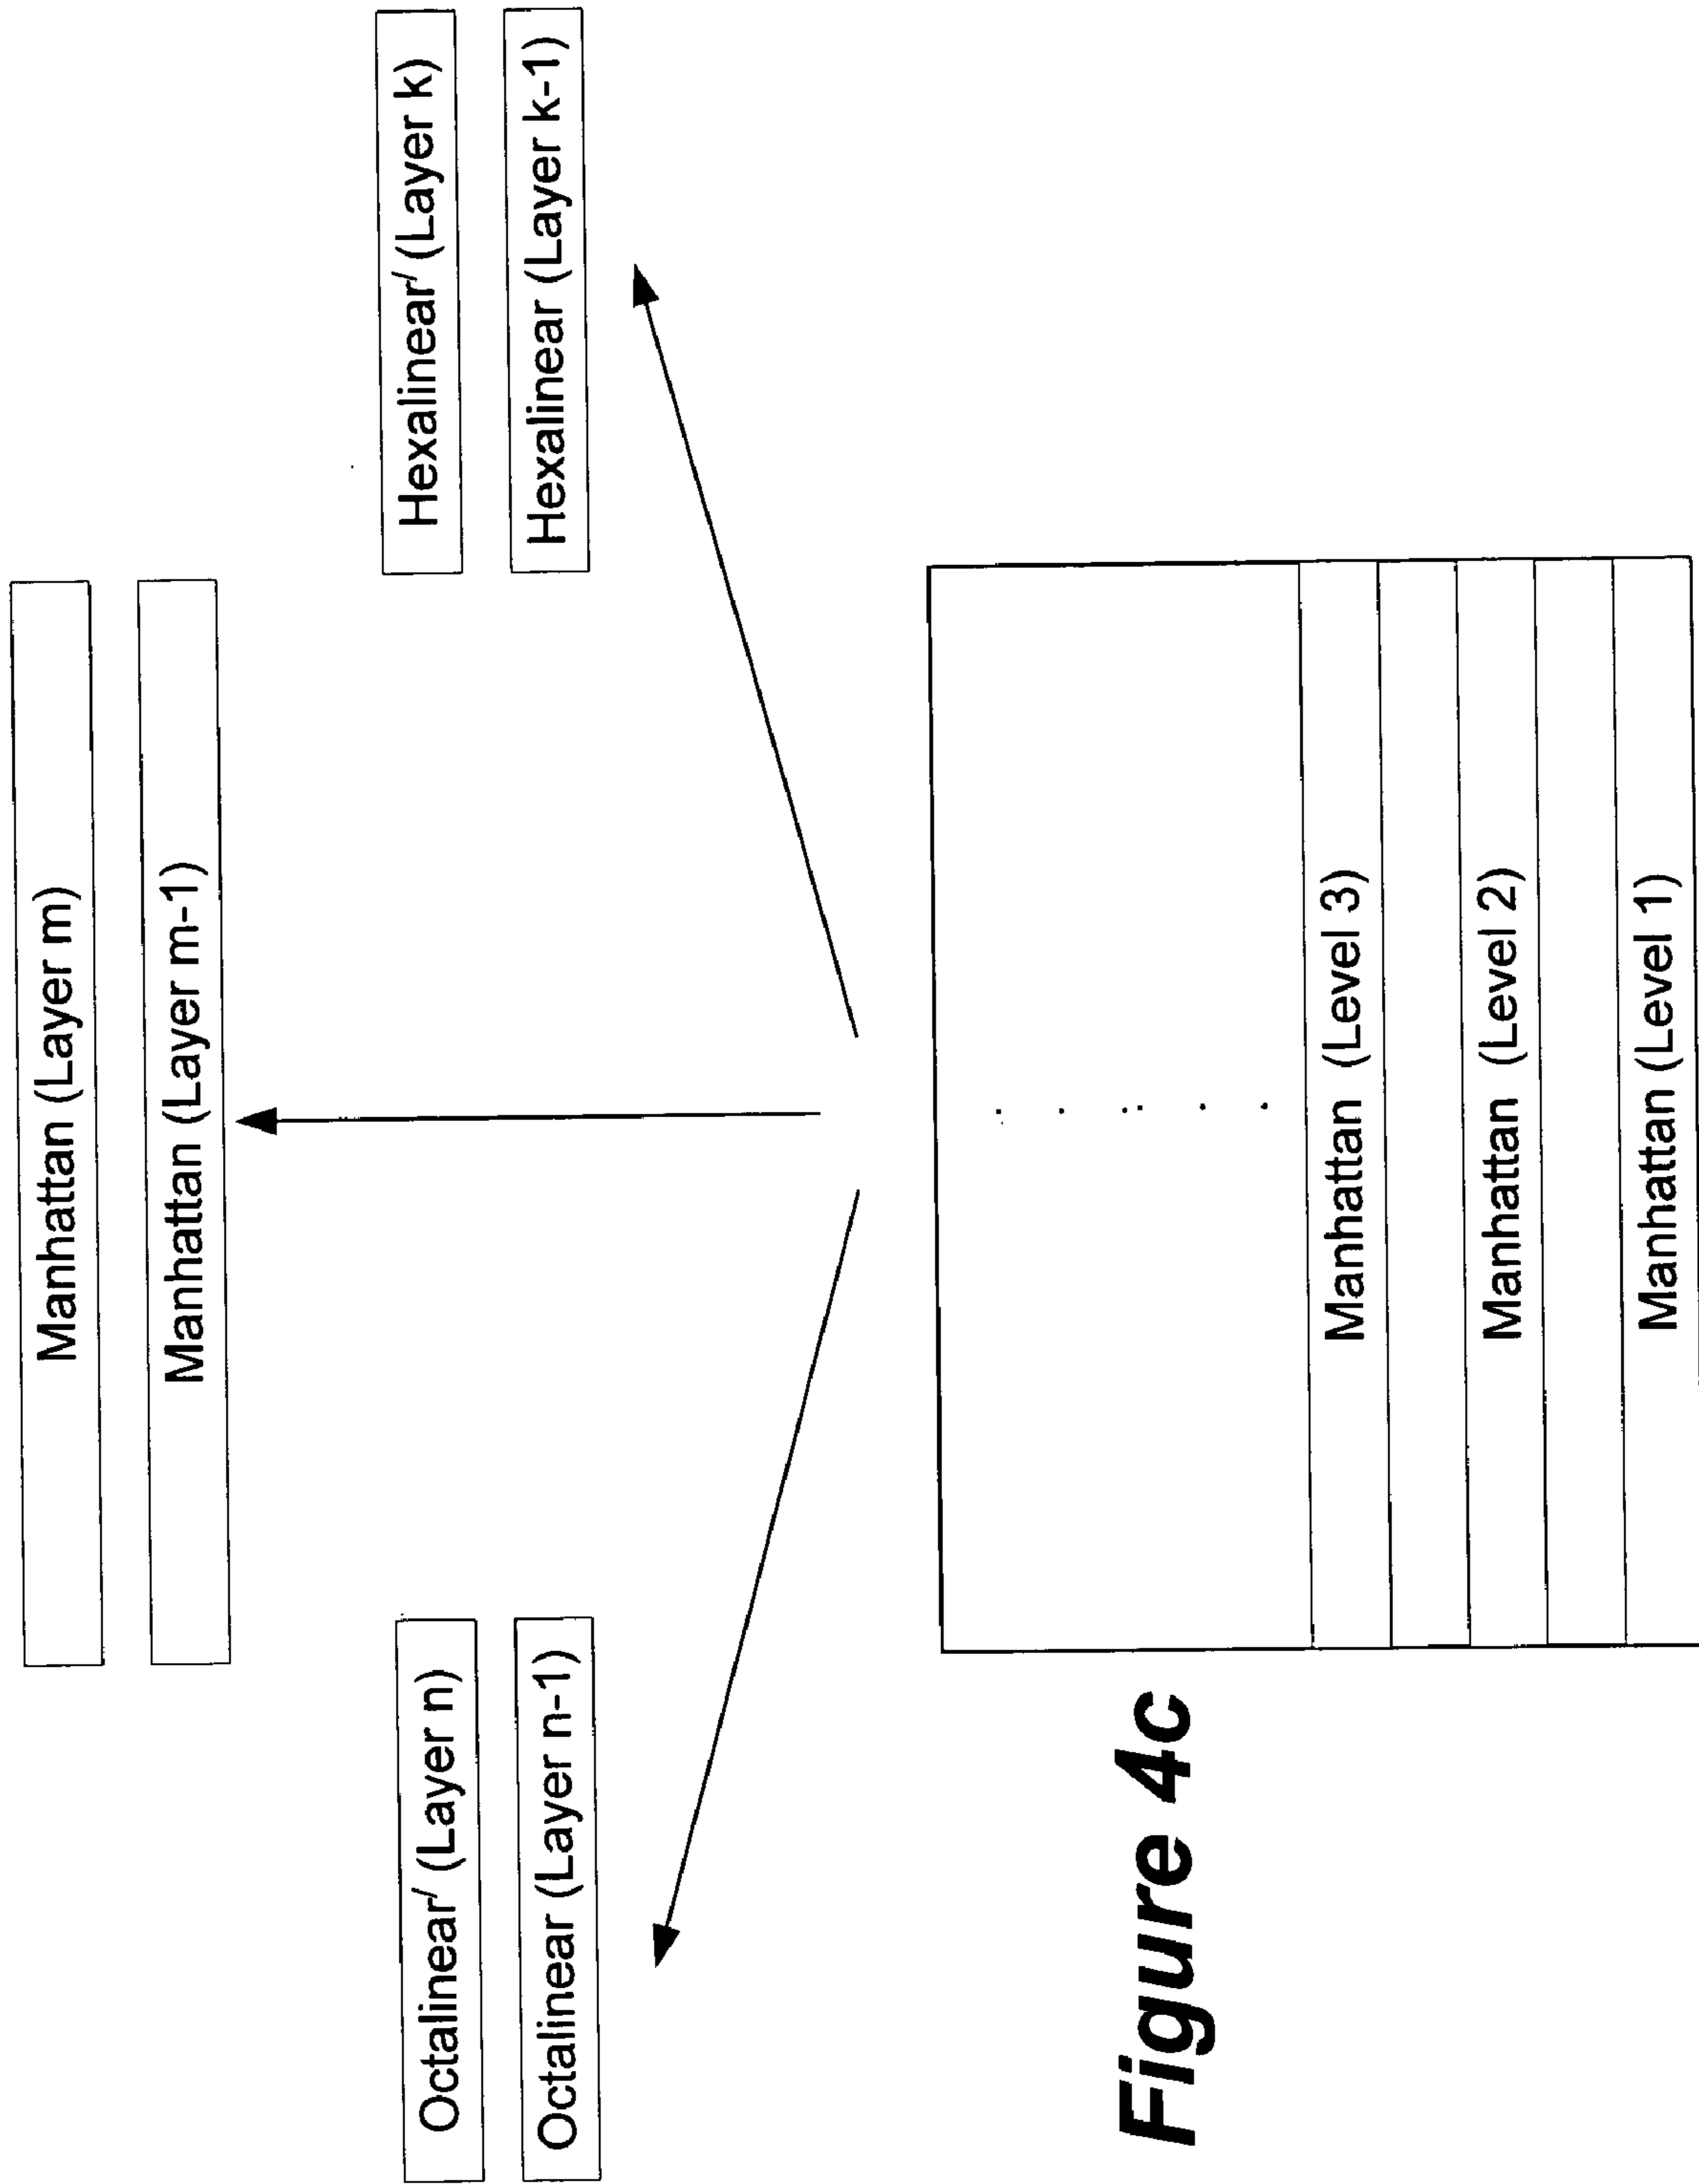 Manhattan (Layer m)
Manhattan (Layer m-1)
Octalinear/ (Layer n)
Octalinear (Layer n-1)
Hexalinear/ (Layer k)
Hexalinear (Layer k-1)
Manhattan (Level 3)
Manhattan (Level 2)
Manhattan (Level 1)
Figure 4c